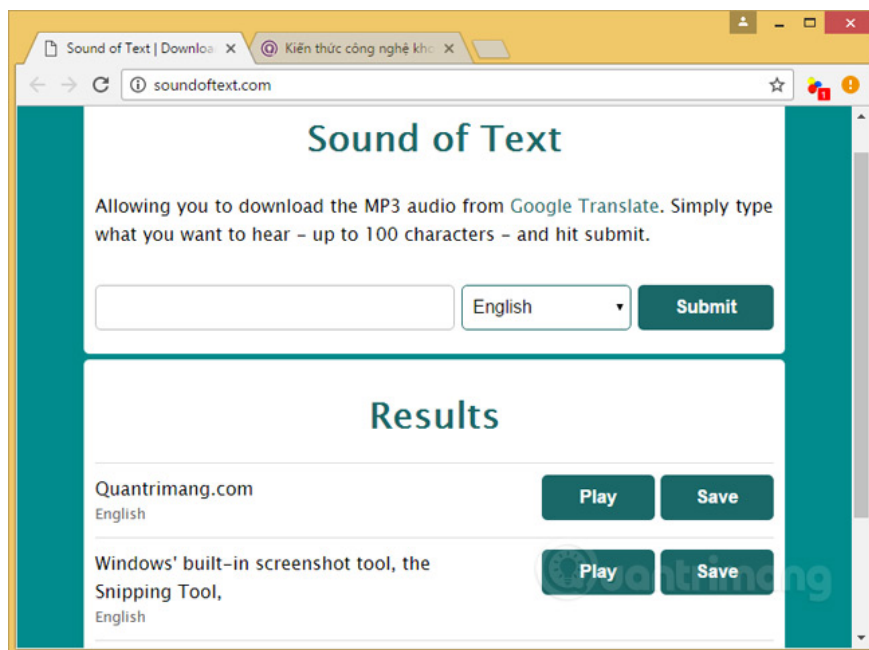 Sound of Text | Downloa
Kiến thức công nghệ kho
soundoftext.com
1
Sound of Text
Allowing you to download the MP3 audio from Google Translate. Simply type
what you want to hear – up to 100 characters – and hit submit.
English
Submit
Results
Quantrimang.com
English
Play
Save
Windows' built-in screenshot tool, the
Snipping Tool,
English
Play
Save
Quantrimang